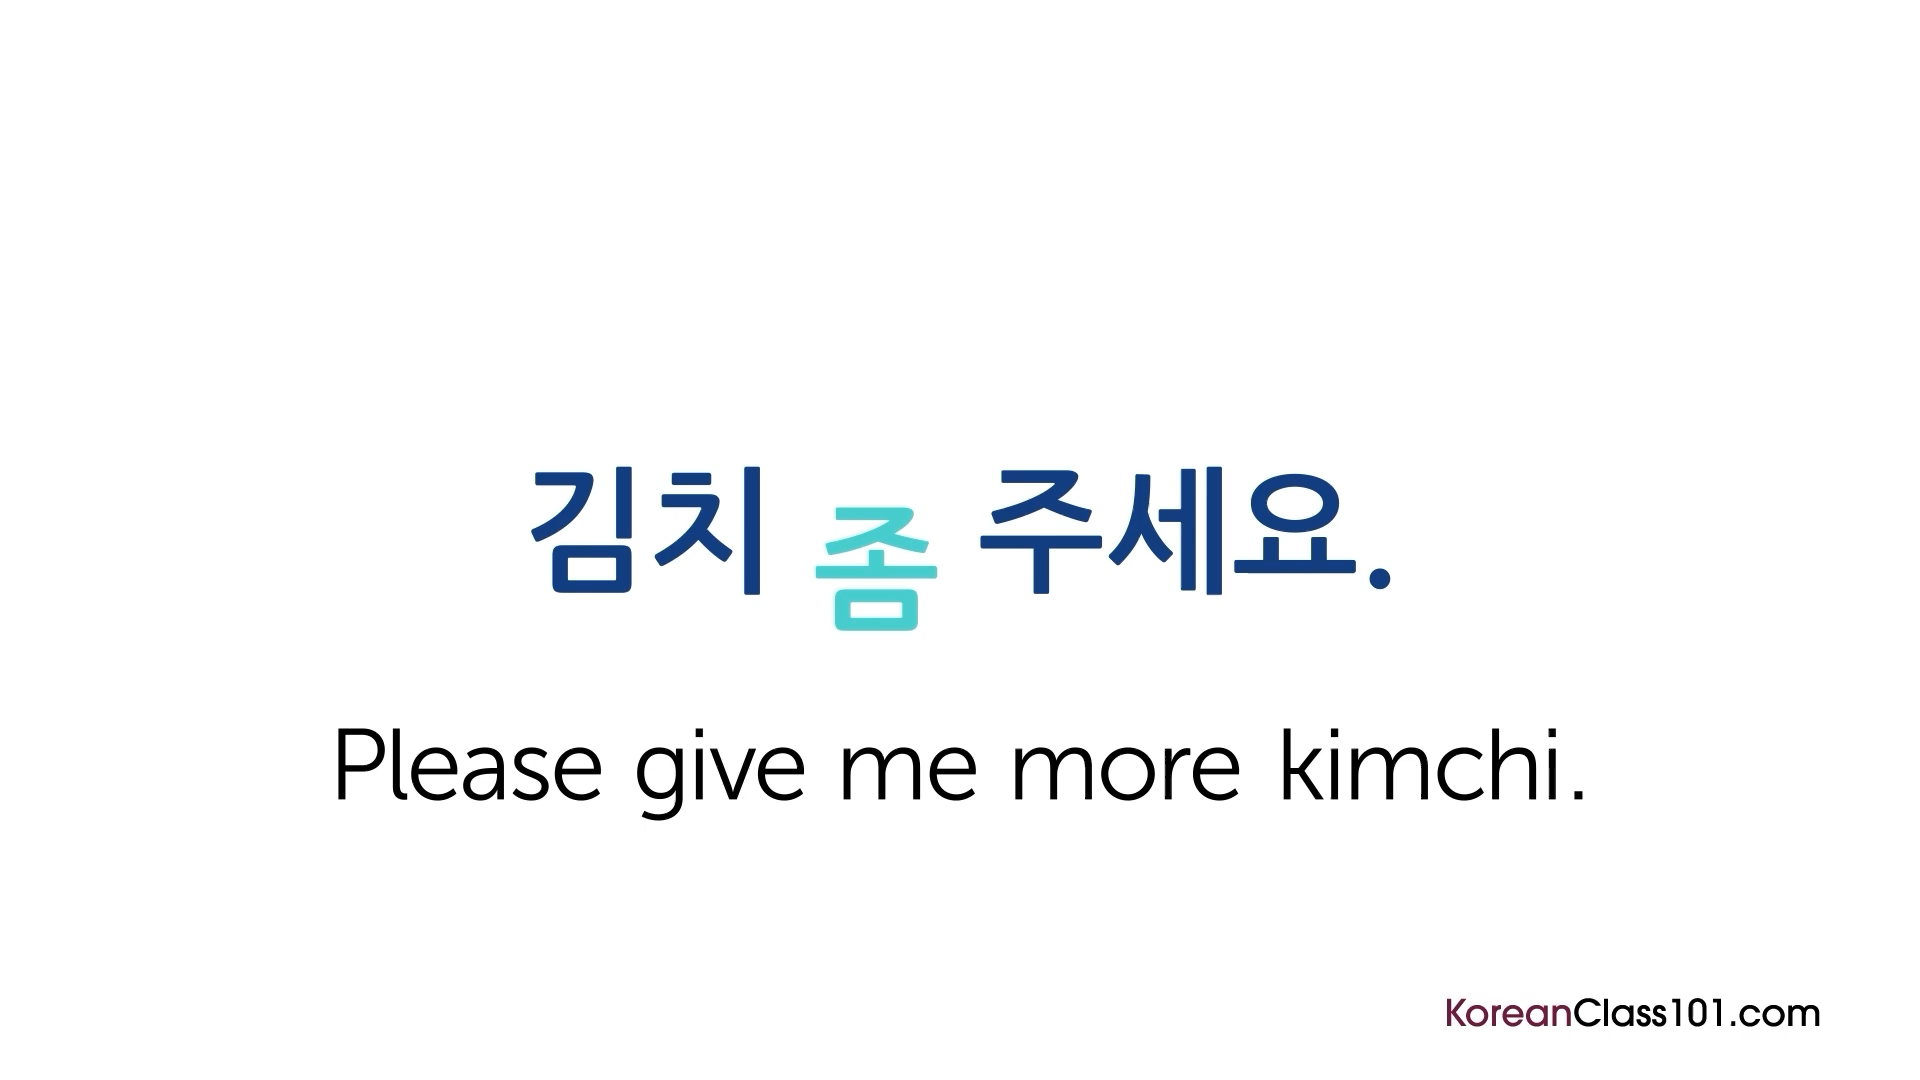 김치 좀 주세요.
Please give me more kimchi.
KoreanClass101.com